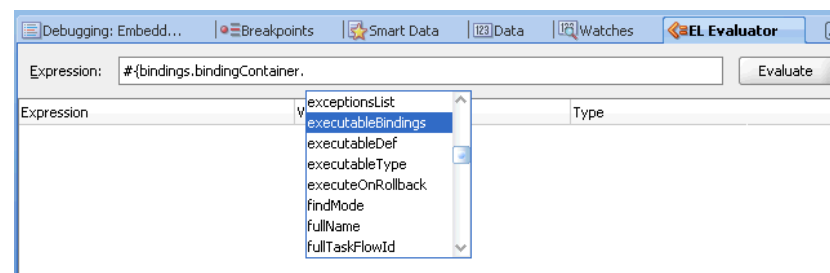 Debugging: Embedd... Breakpoints Smart Data 123 Data Watches EL Evaluator
Expression: #{bindings.bindingContainer. Evaluate
Expression V Type
exceptionsList
executableBindings
executableDef
executableType
executeOnRollback
findMode
fullName
fullTaskFlowId